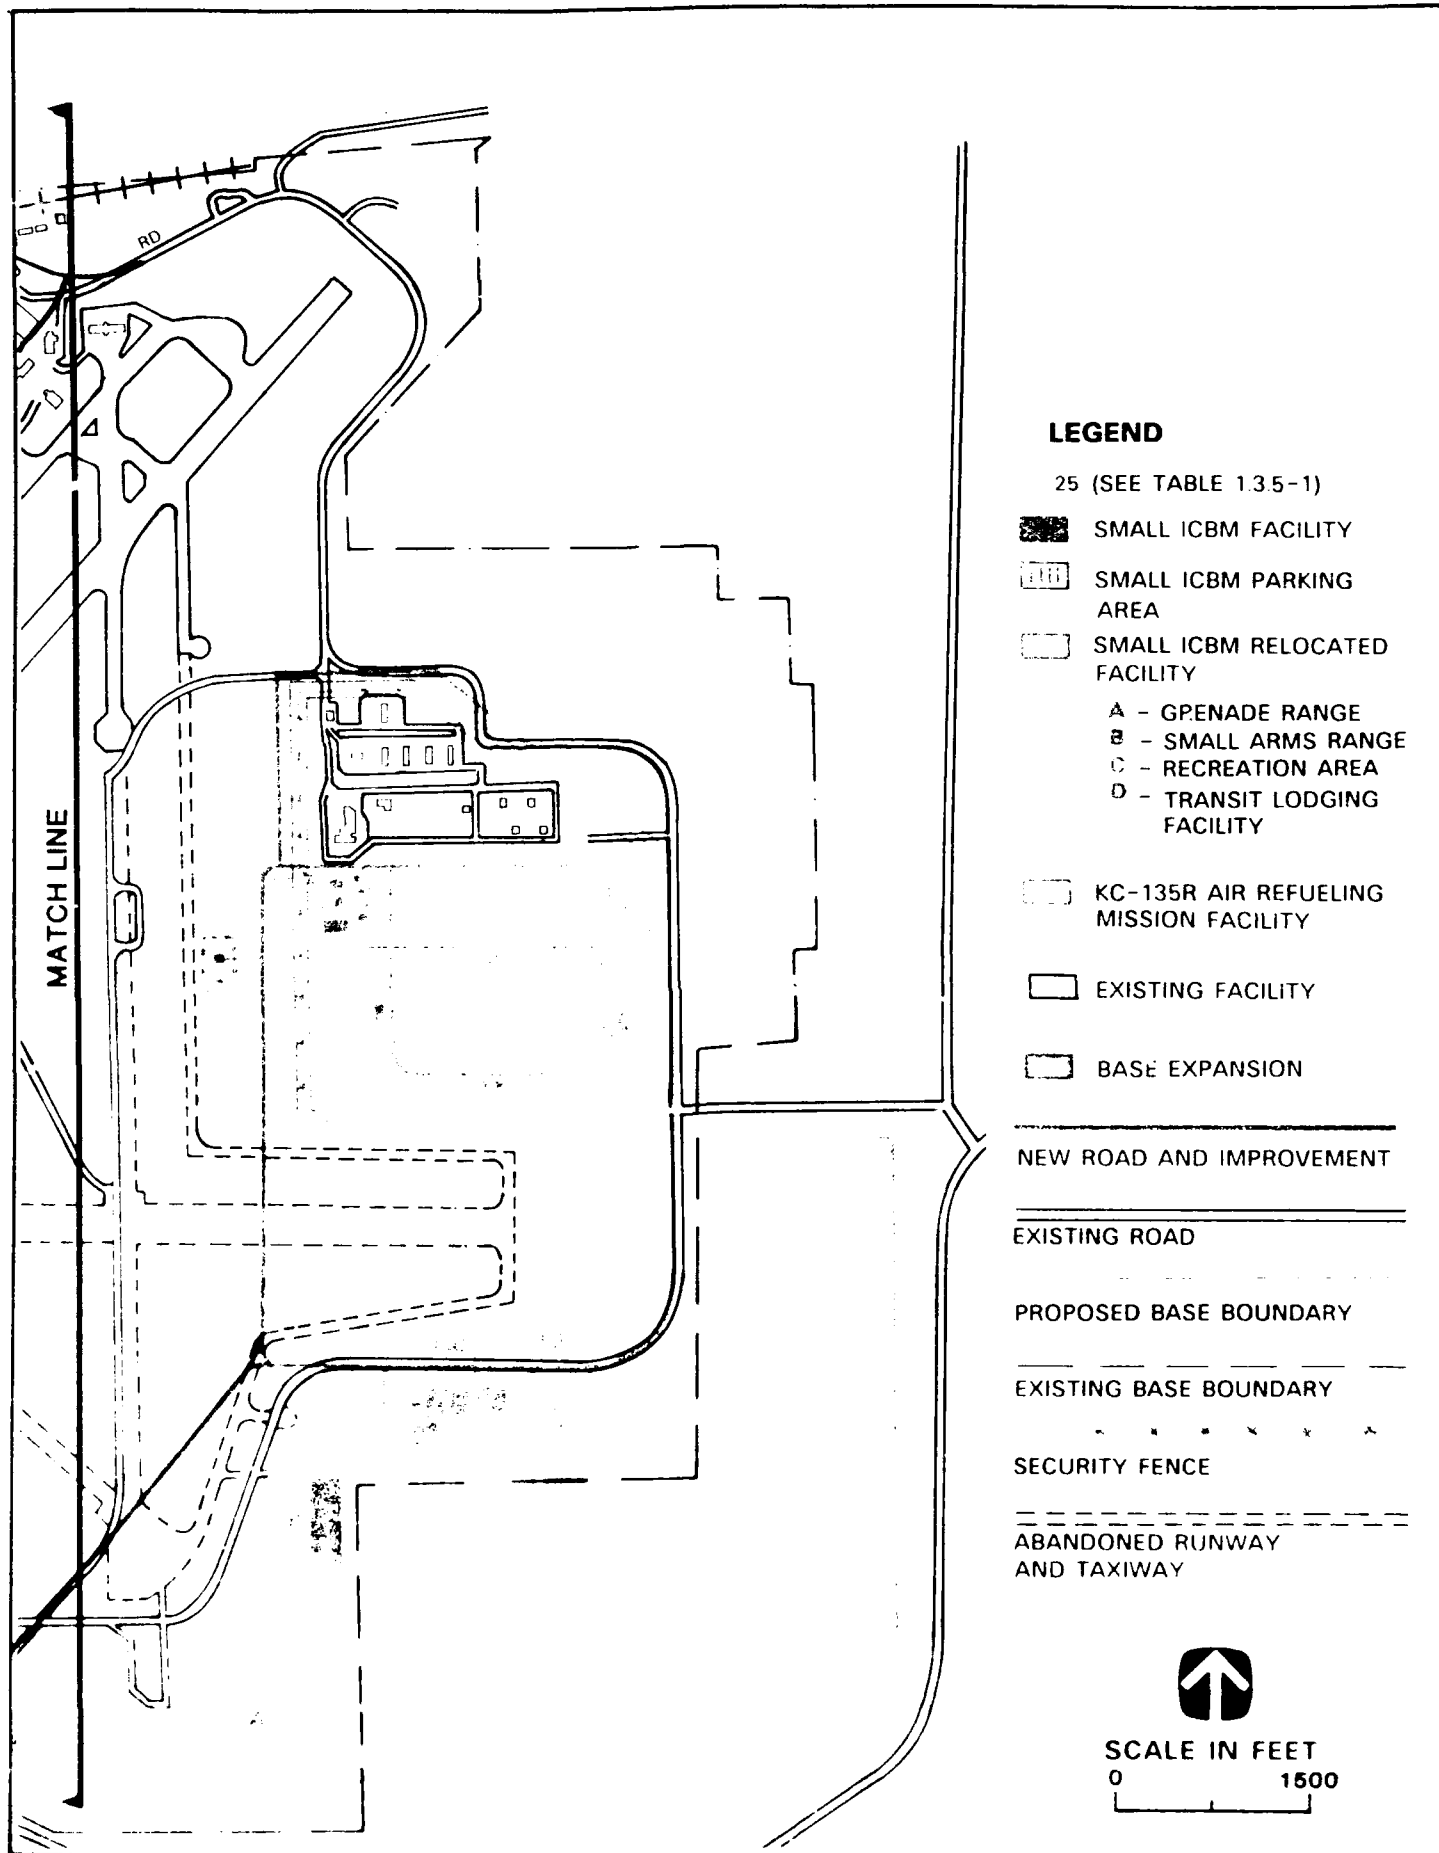 RD
MATCH LINE
LEGEND
25 (SEE TABLE 1.3.5-1)
SMALL ICBM FACILITY
SMALL ICBM PARKING
AREA
SMALL ICBM RELOCATED
FACILITY
A - GRENADE RANGE
B - SMALL ARMS RANGE
C - RECREATION AREA
D - TRANSIT LODGING
FACILITY
KC-135R AIR REFUELING
MISSION FACILITY
EXISTING FACILITY
BASE EXPANSION
NEW ROAD AND IMPROVEMENT
EXISTING ROAD
PROPOSED BASE BOUNDARY
EXISTING BASE BOUNDARY
SECURITY FENCE
ABANDONED RUNWAY
AND TAXIWAY
SCALE IN FEET
0 1500
A